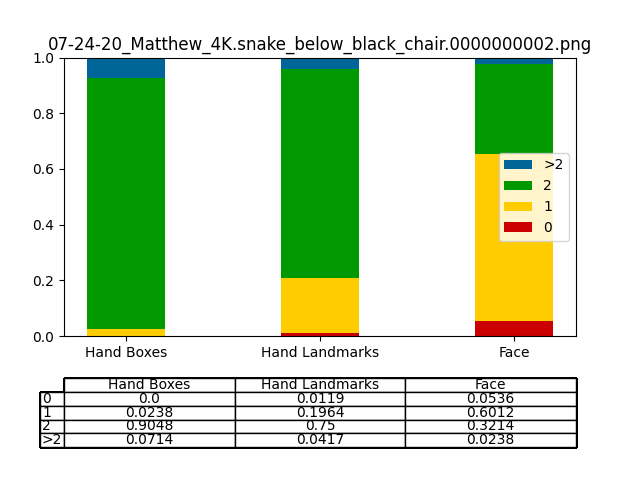 07-24-20_Matthew_4K.snake_below_black_chair.0000000002.png
1.0
0.8
0.6
0.4
0.2
0.0
>2
2
1
0
Hand Boxes Hand Landmarks Face
Hand Boxes Hand Landmarks Face
0 0.0 0.0119 0.0536
1 0.0238 0.1964 0.6012
2 0.9048 0.75 0.3214
>2 0.0714 0.0417 0.0238